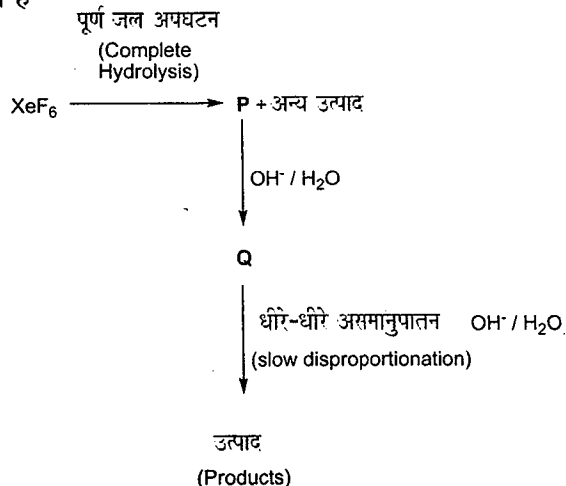 है
पूर्ण जल अपघटन
(Complete
Hydrolysis)
XeF₆ P + अन्य उत्पाद
OH⁻ / H₂O
Q
धीरे-धीरे असमानुपातन OH⁻ / H₂O
(slow disproportionation)
उत्पाद
(Products)